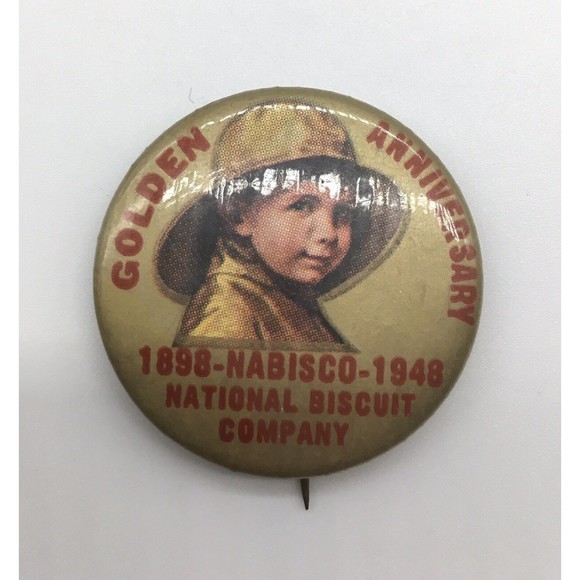 GOLDEN ANNIVERSARY
1898-NABISCO-1948
NATIONAL BISCUIT
COMPANY